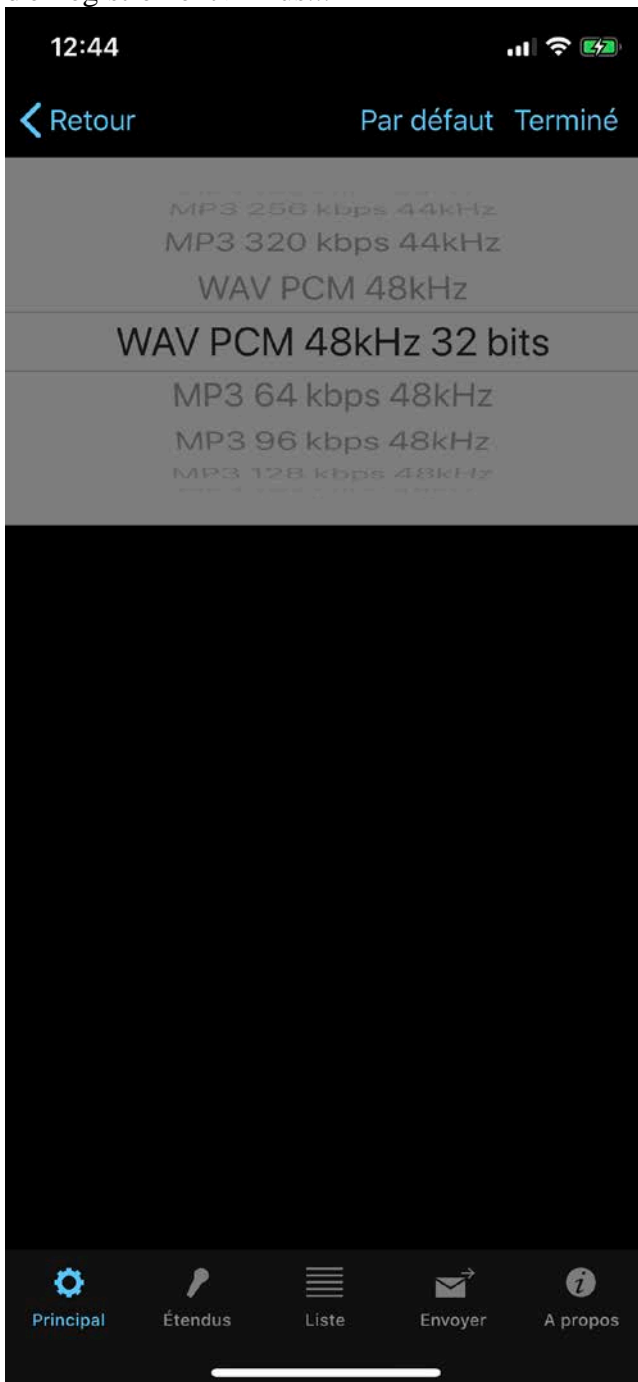 12:44
Retour Par défaut Terminé
MP3 256 kbps 44kHz
MP3 320 kbps 44kHz
WAV PCM 48kHz
WAV PCM 48kHz 32 bits
MP3 64 kbps 48kHz
MP3 96 kbps 48kHz
MP3 128 kbps 48kHz
Principal Étendus Liste Envoyer A propos